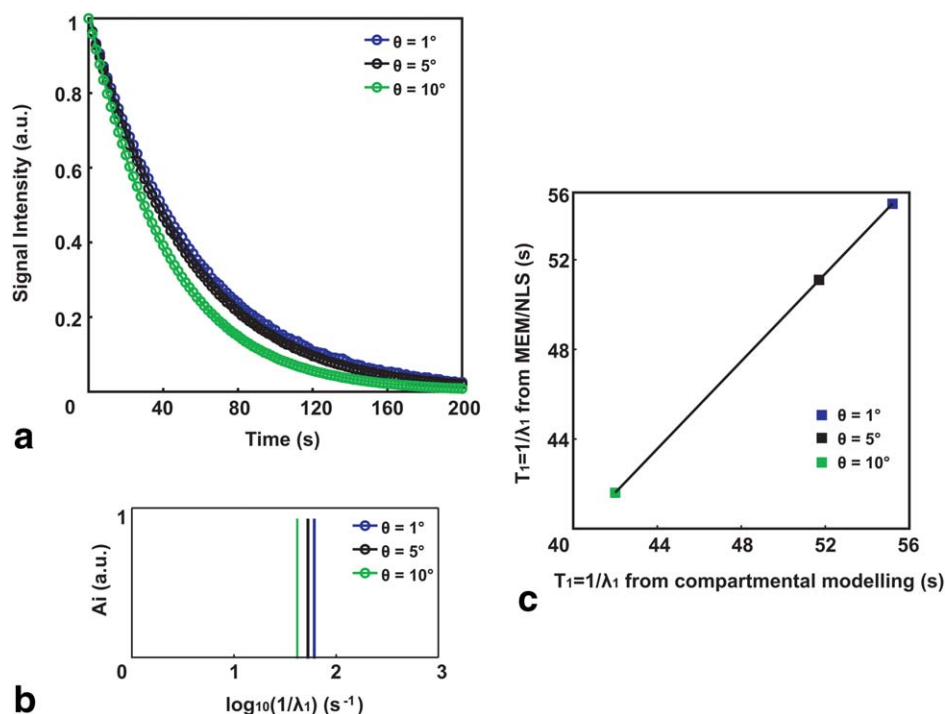 1
0.8
0.6
0.4
0.2
0
40
80
120
160
200
Signal Intensity (a.u.)
Time (s)
θ = 1°
θ = 5°
θ = 10°
a
1
0
Ai (a.u.)
θ = 1°
θ = 5°
θ = 10°
1
2
3
log₁₀(1/λ₁) (s⁻¹)
b
56
52
48
44
40
44
48
52
56
T₁=1/λ₁ from MEM/NLS (s)
θ = 1°
θ = 5°
θ = 10°
T₁=1/λ₁ from compartmental modelling (s)
c